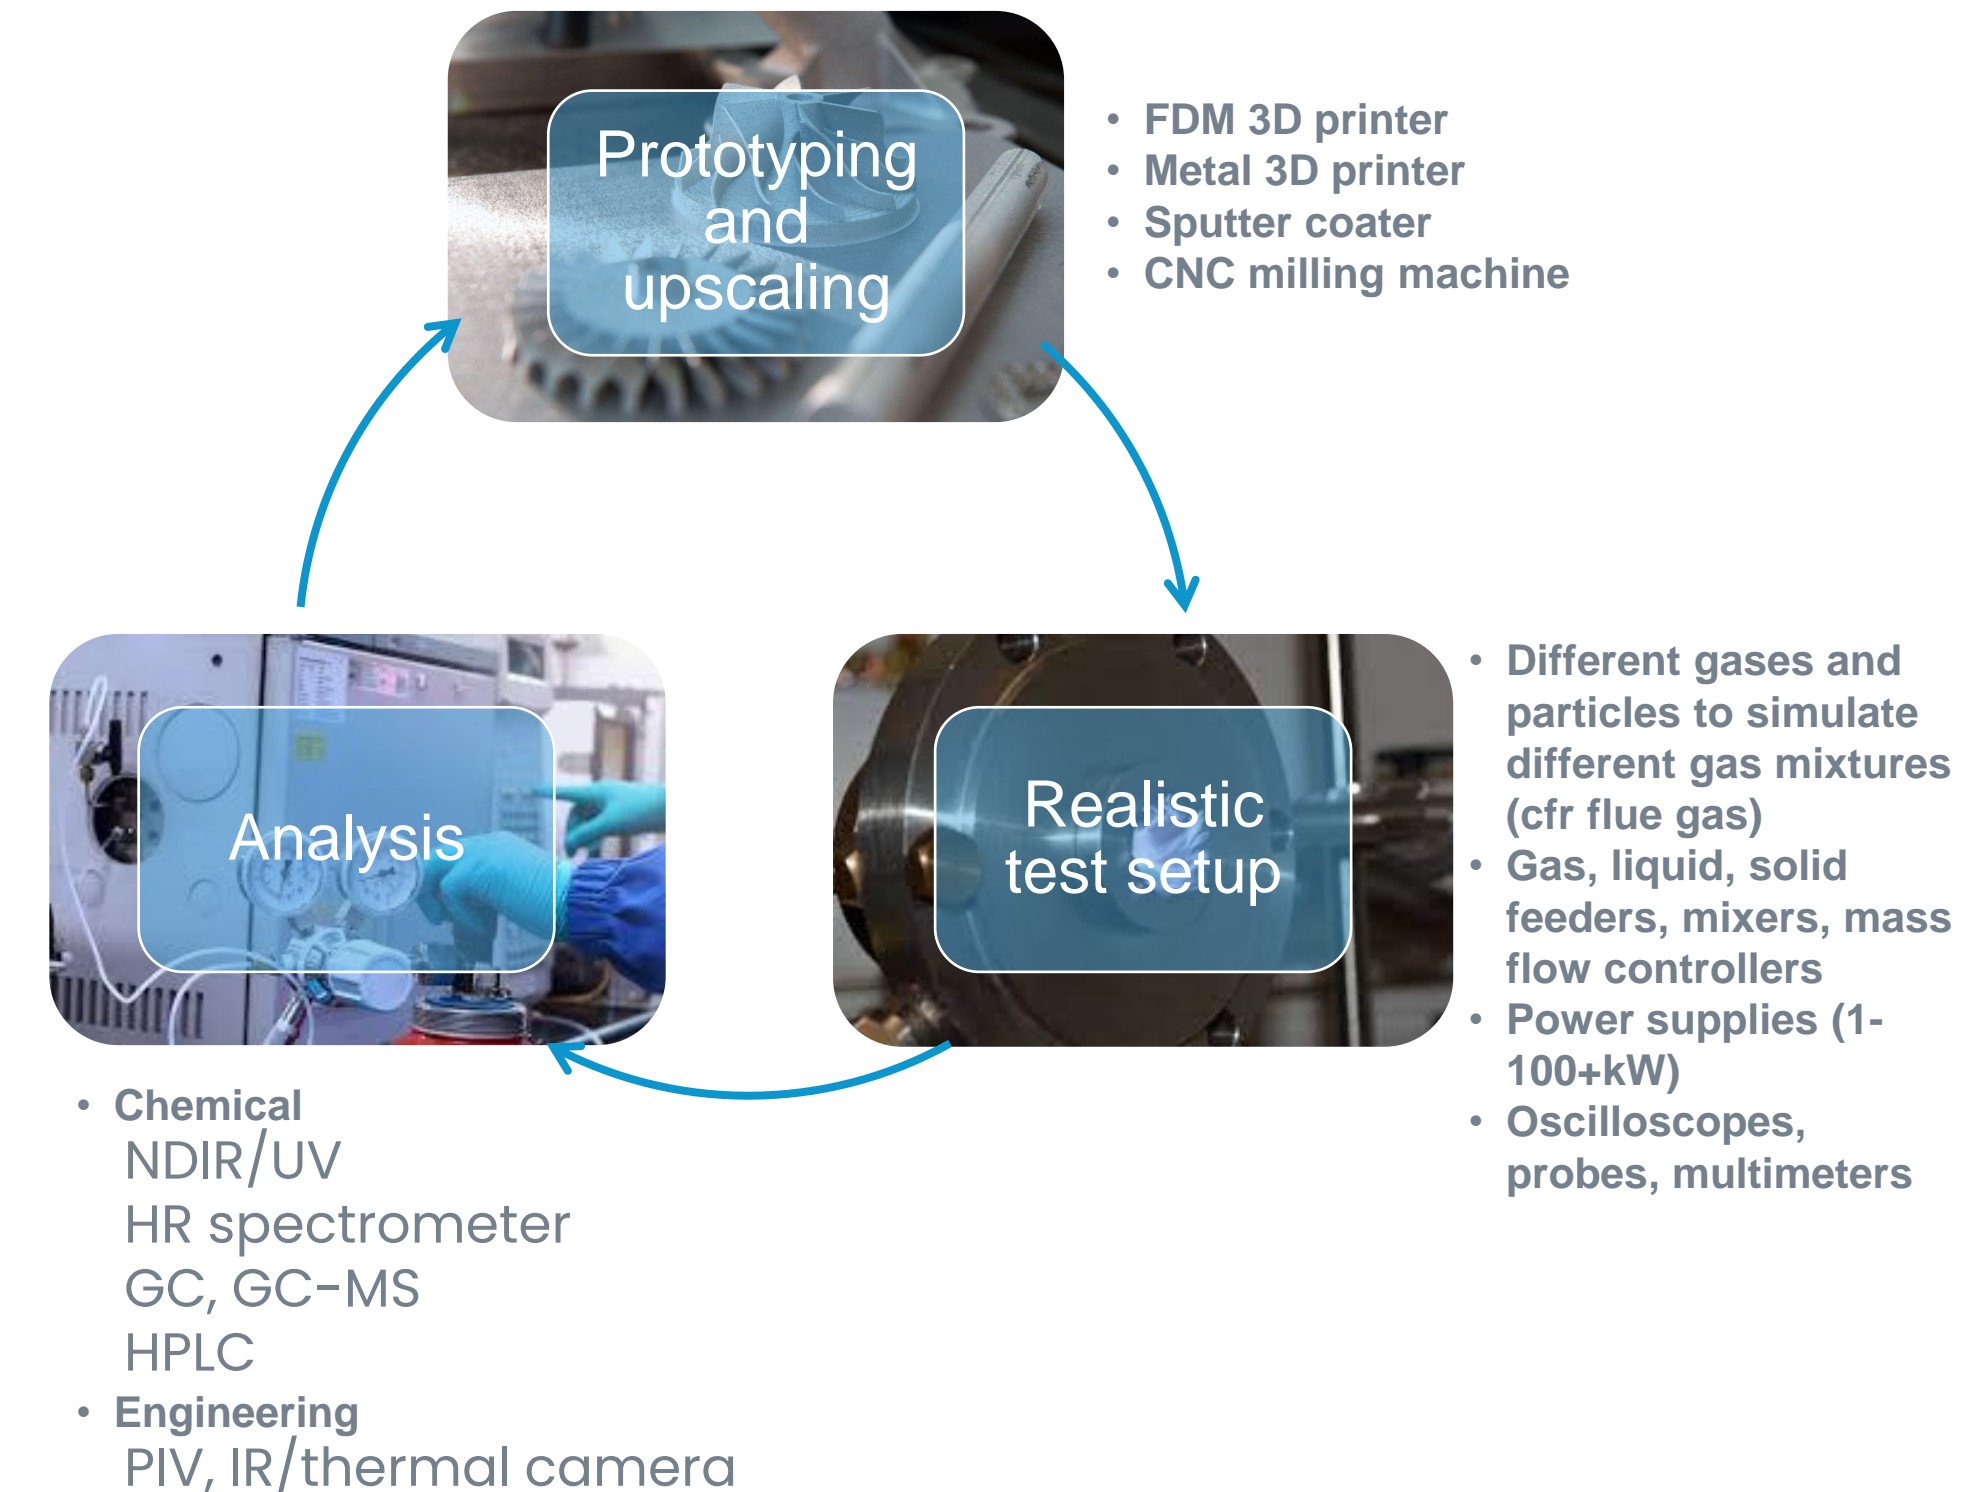 Prototyping
and
upscaling
• FDM 3D printer
• Metal 3D printer
• Sputter coater
• CNC milling machine
Analysis
Realistic
test setup
• Different gases and
particles to simulate
different gas mixtures
(cfr flue gas)
• Gas, liquid, solid
feeders, mixers, mass
flow controllers
• Power supplies (1-
100+kW)
• Oscilloscopes,
probes, multimeters
• Chemical
NDIR/UV
HR spectrometer
GC, GC-MS
HPLC
• Engineering
PIV, IR/thermal camera